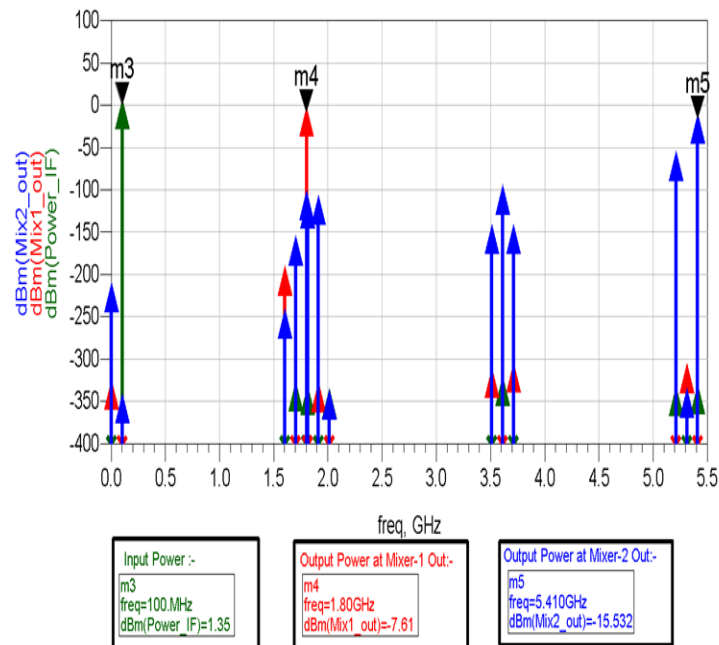 100
50
0
-50
-100
-150
-200
-250
-300
-350
-400
dBm(Mix2_out)
dBm(Mix1_out)
dBm(Power_IF)
m3
m4
m5
0.0 0.5 1.0 1.5 2.0 2.5 3.0 3.5 4.0 4.5 5.0 5.5
freq, GHz
Input Power :-
m3
freq=100.MHz
dBm(Power_IF)=1.35
Output Power at Mixer-1 Out:-
m4
freq=1.80GHz
dBm(Mix1_out)=-7.61
Output Power at Mixer-2 Out:-
m5
freq=5.410GHz
dBm(Mix2_out)=-15.532